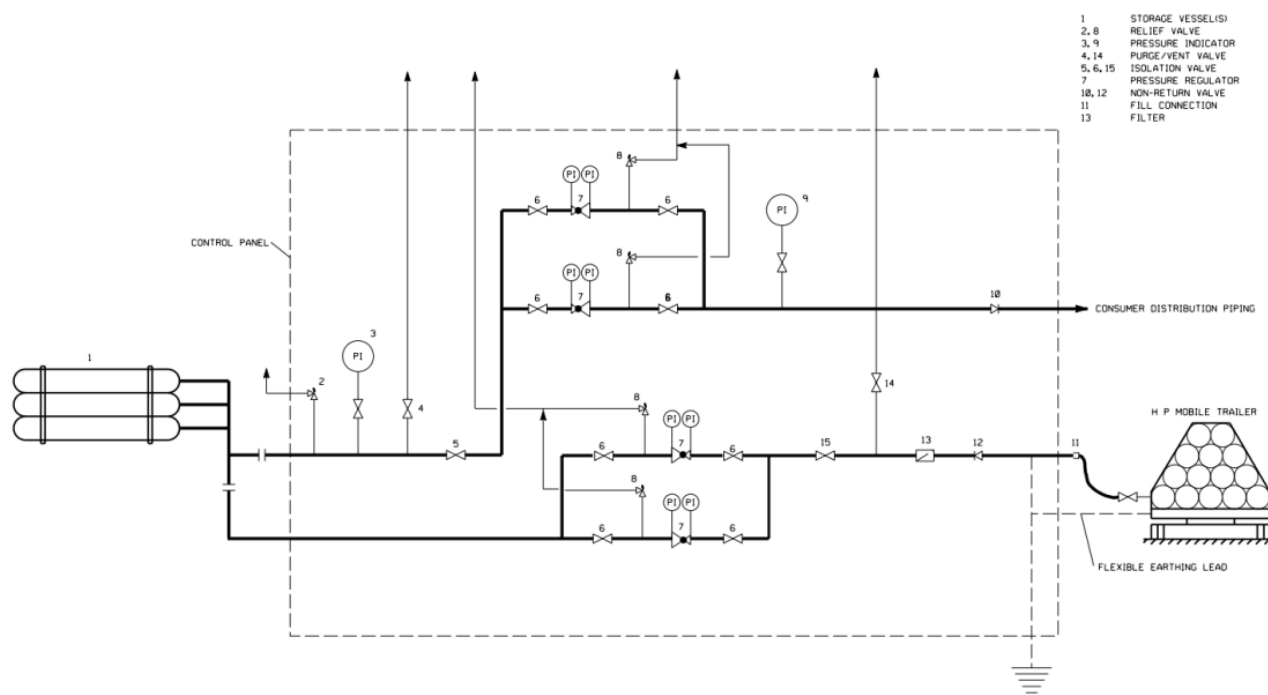 1 STORAGE VESSEL(S)
2, 8 RELIEF VALVE
3, 9 PRESSURE INDICATOR
4, 14 PURGE/VENT VALVE
5, 6, 15 ISOLATION VALVE
7 PRESSURE REGULATOR
10, 12 NON-RETURN VALVE
11 FILL CONNECTION
13 FILTER
8
PI PI
6 7 6
9
PI
CONTROL PANEL
8
PI PI
6 7 6
10
CONSUMER DISTRIBUTION PIPING
3
PI
1
2
4
14
8
H P MOBILE TRAILER
PI PI
5
6 7 6
15
13
12
11
8
PI PI
6 7 6
FLEXIBLE EARTHING LEAD